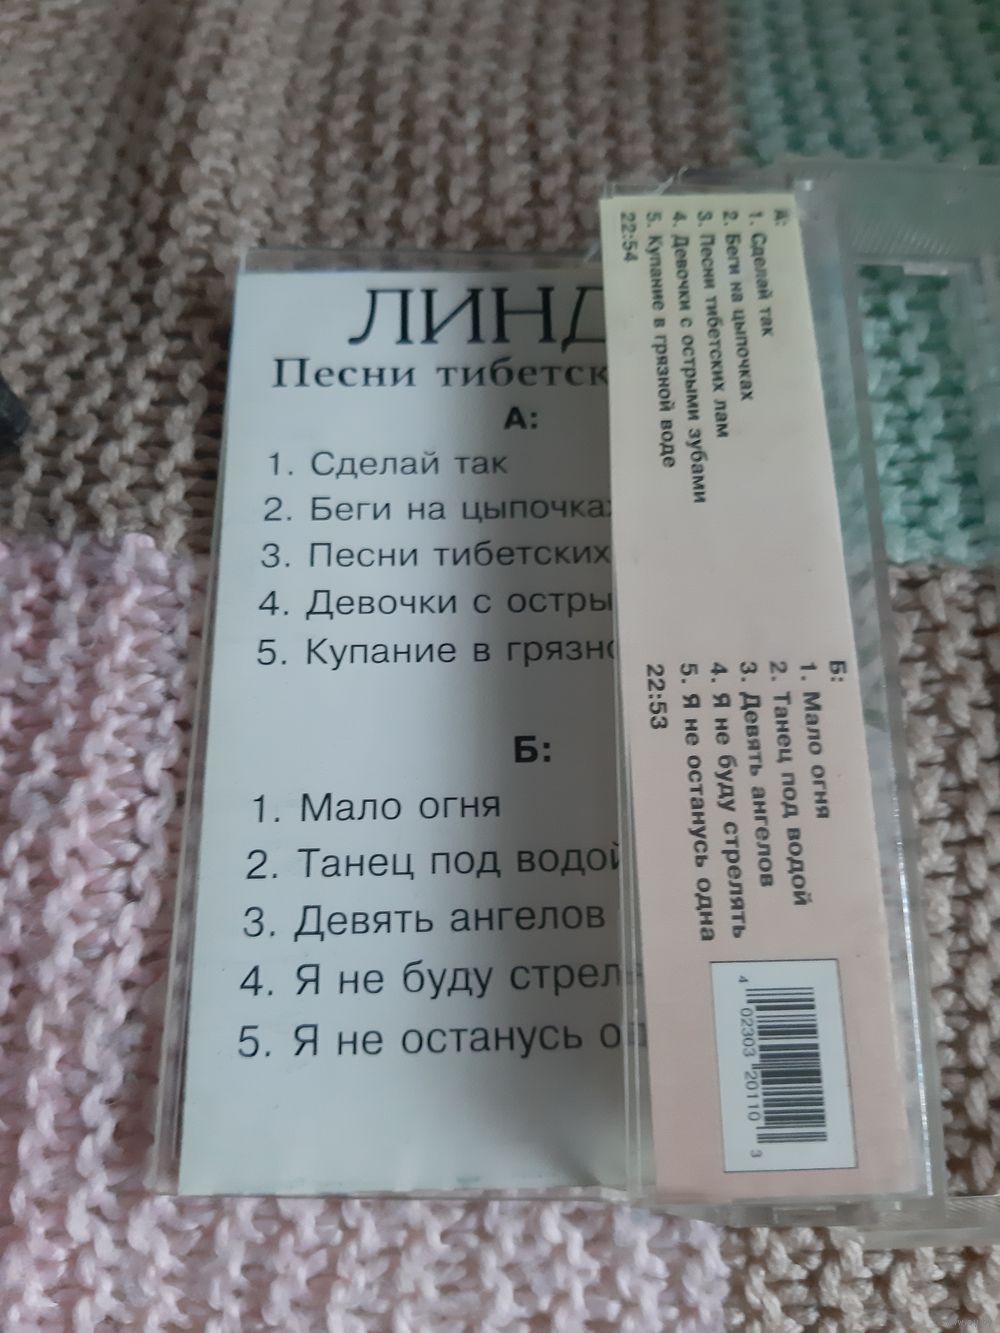 ЛИНД
Песни тибетск
А:
1. Сделай так
2. Беги на цыпочка
3. Песни тибетских
4. Девочки с остры
5. Купание в грязн
Б:
1. Мало огня
2. Танец под водой
3. Девять ангелов
4. Я не буду стрел
5. Я не останусь о
А:
1. Сделай так
2. Беги на цыпочках
3. Песни тибетских лам
4. Девочки с острыми зубами
5. Купание в грязной воде
22:54
Б:
1. Мало огня
2. Танец под водой
3. Девять ангелов
4. Я не буду стрелять
5. Я не останусь одна
22:53
4 02303 20110 3